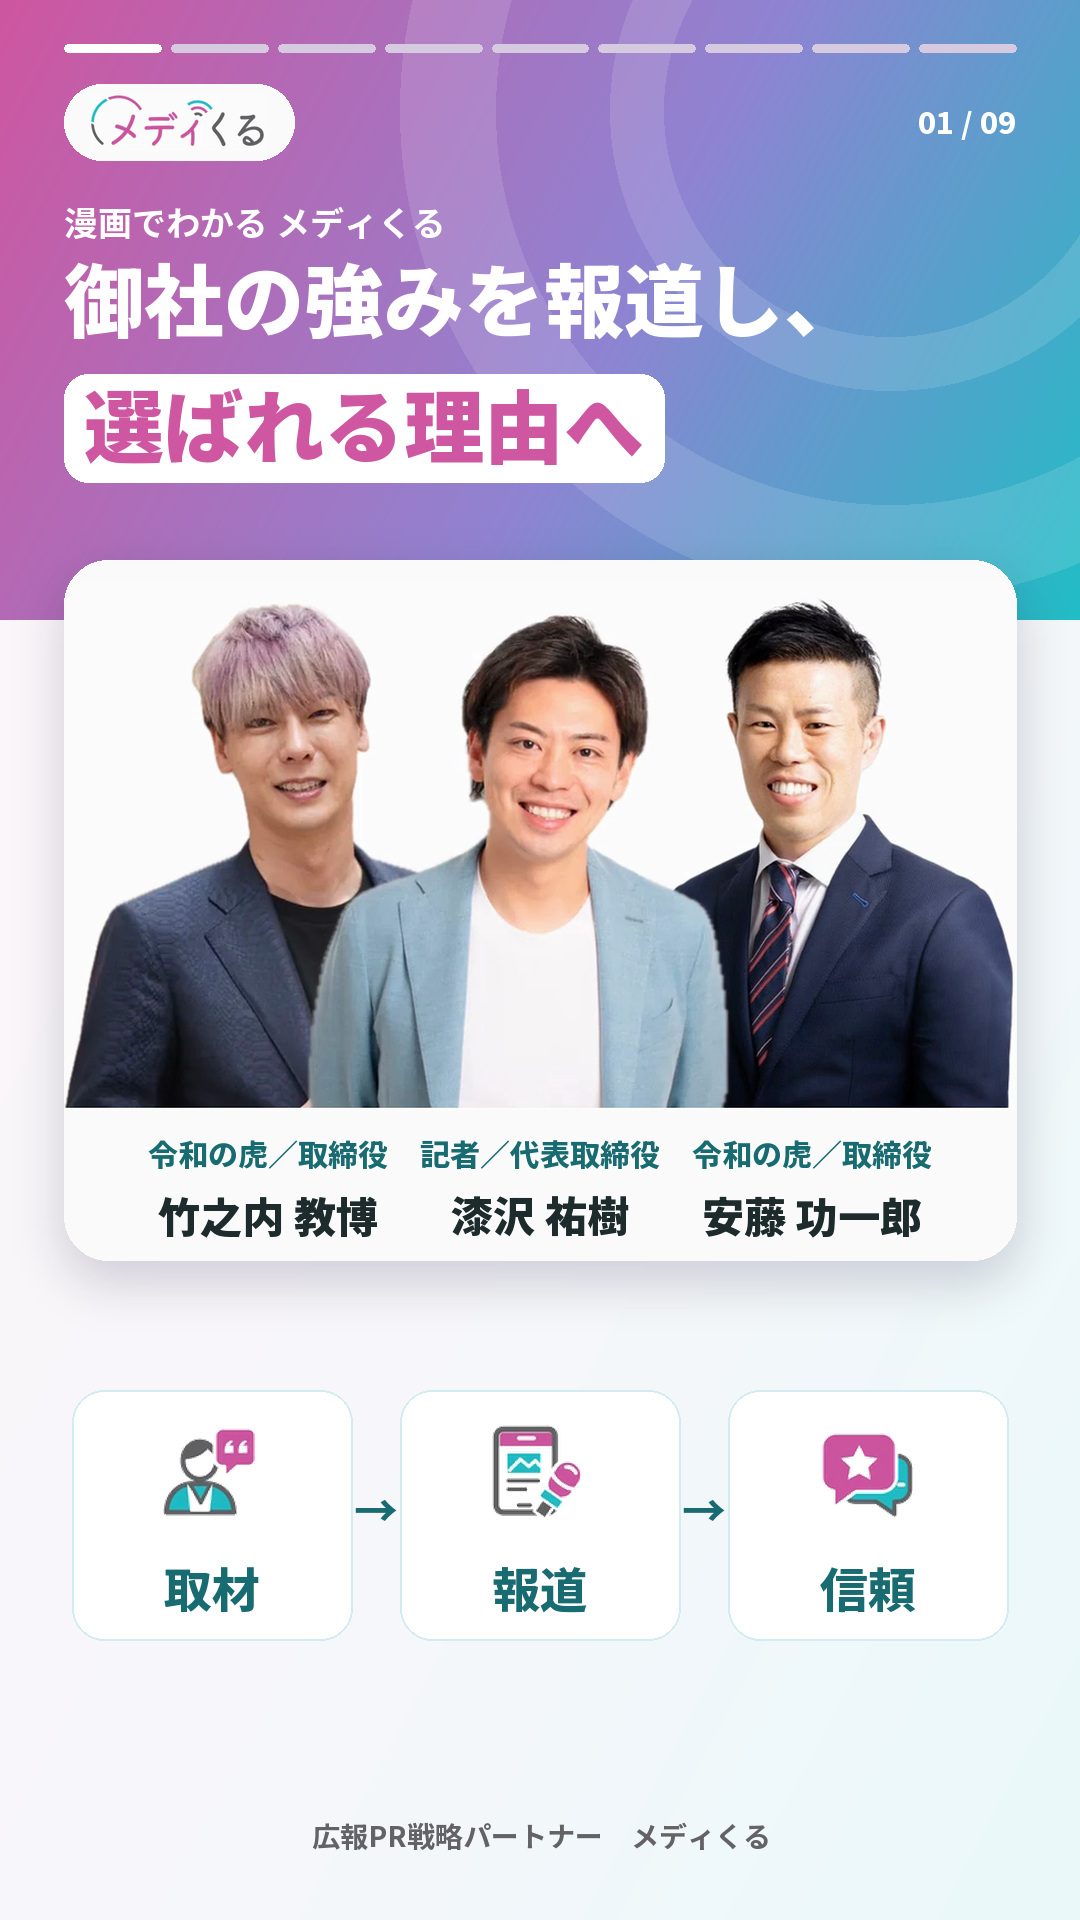 メディくる
01 / 09
漫画でわかる メディくる
御社の強みを報道し、
選ばれる理由へ
令和の虎／取締役
竹之内 教博
記者／代表取締役
漆沢 祐樹
令和の虎／取締役
安藤 功一郎
取材
→
報道
→
信頼
広報PR戦略パートナー　メディくる